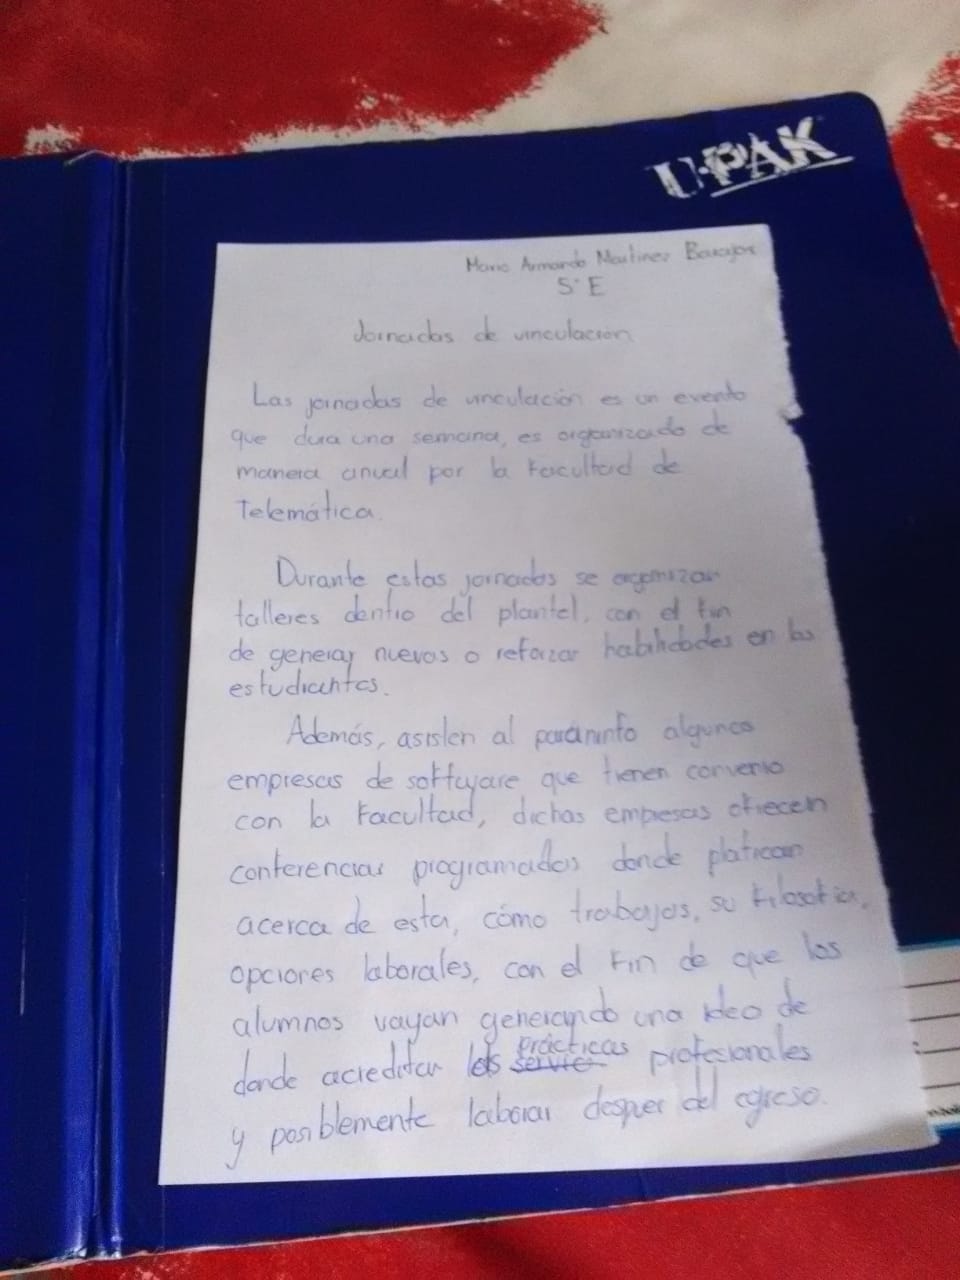 U·PAK
Mario Armando Martinez Barajas
5°E
Jornadas de vinculación
Las jornadas de vinculación es un evento
que dura una semana, es organizado de
manera anual por la Facultad de
Telemática.
Durante estas jornadas se organizan
talleres dentro del plantel, con el fin
de generar nuevas o reforzar habilidades en los
estudiantes.
Además, asisten al paraninfo algunas
empresas de software que tienen convenio
con la Facultad, dichas empresas ofrecen
conferencias programadas donde platican
acerca de esta, cómo trabajas, su filosofía,
opciones laborales, con el fin de que los
alumnos vayan generando una idea de
donde acreditar las prácticas profesionales
y posiblemente laborar despues del egreso.